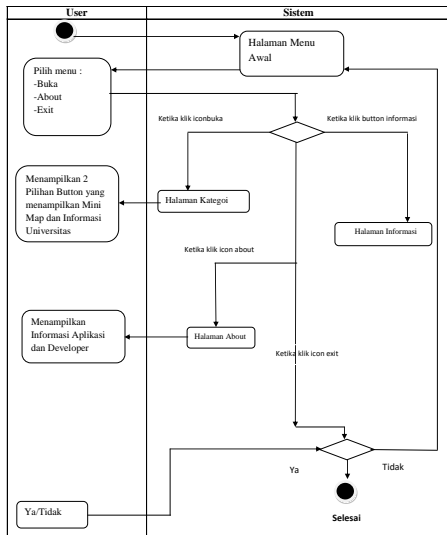 User
Sistem
Halaman Menu
Awal
Pilih menu :
-Buka
-About
-Exit
Ketika klik iconbuka
Ketika klik button informasi
Menampilkan 2
Pilihan Button yang
menampilkan Mini
Map dan Informasi
Universitas
Halaman Kategoi
Halaman Informasi
Ketika klik icon about
Menampilkan
Informasi Aplikasi
dan Developer
Halaman About
Ketika klik icon exit
Ya
Tidak
Ya/Tidak
Selesai